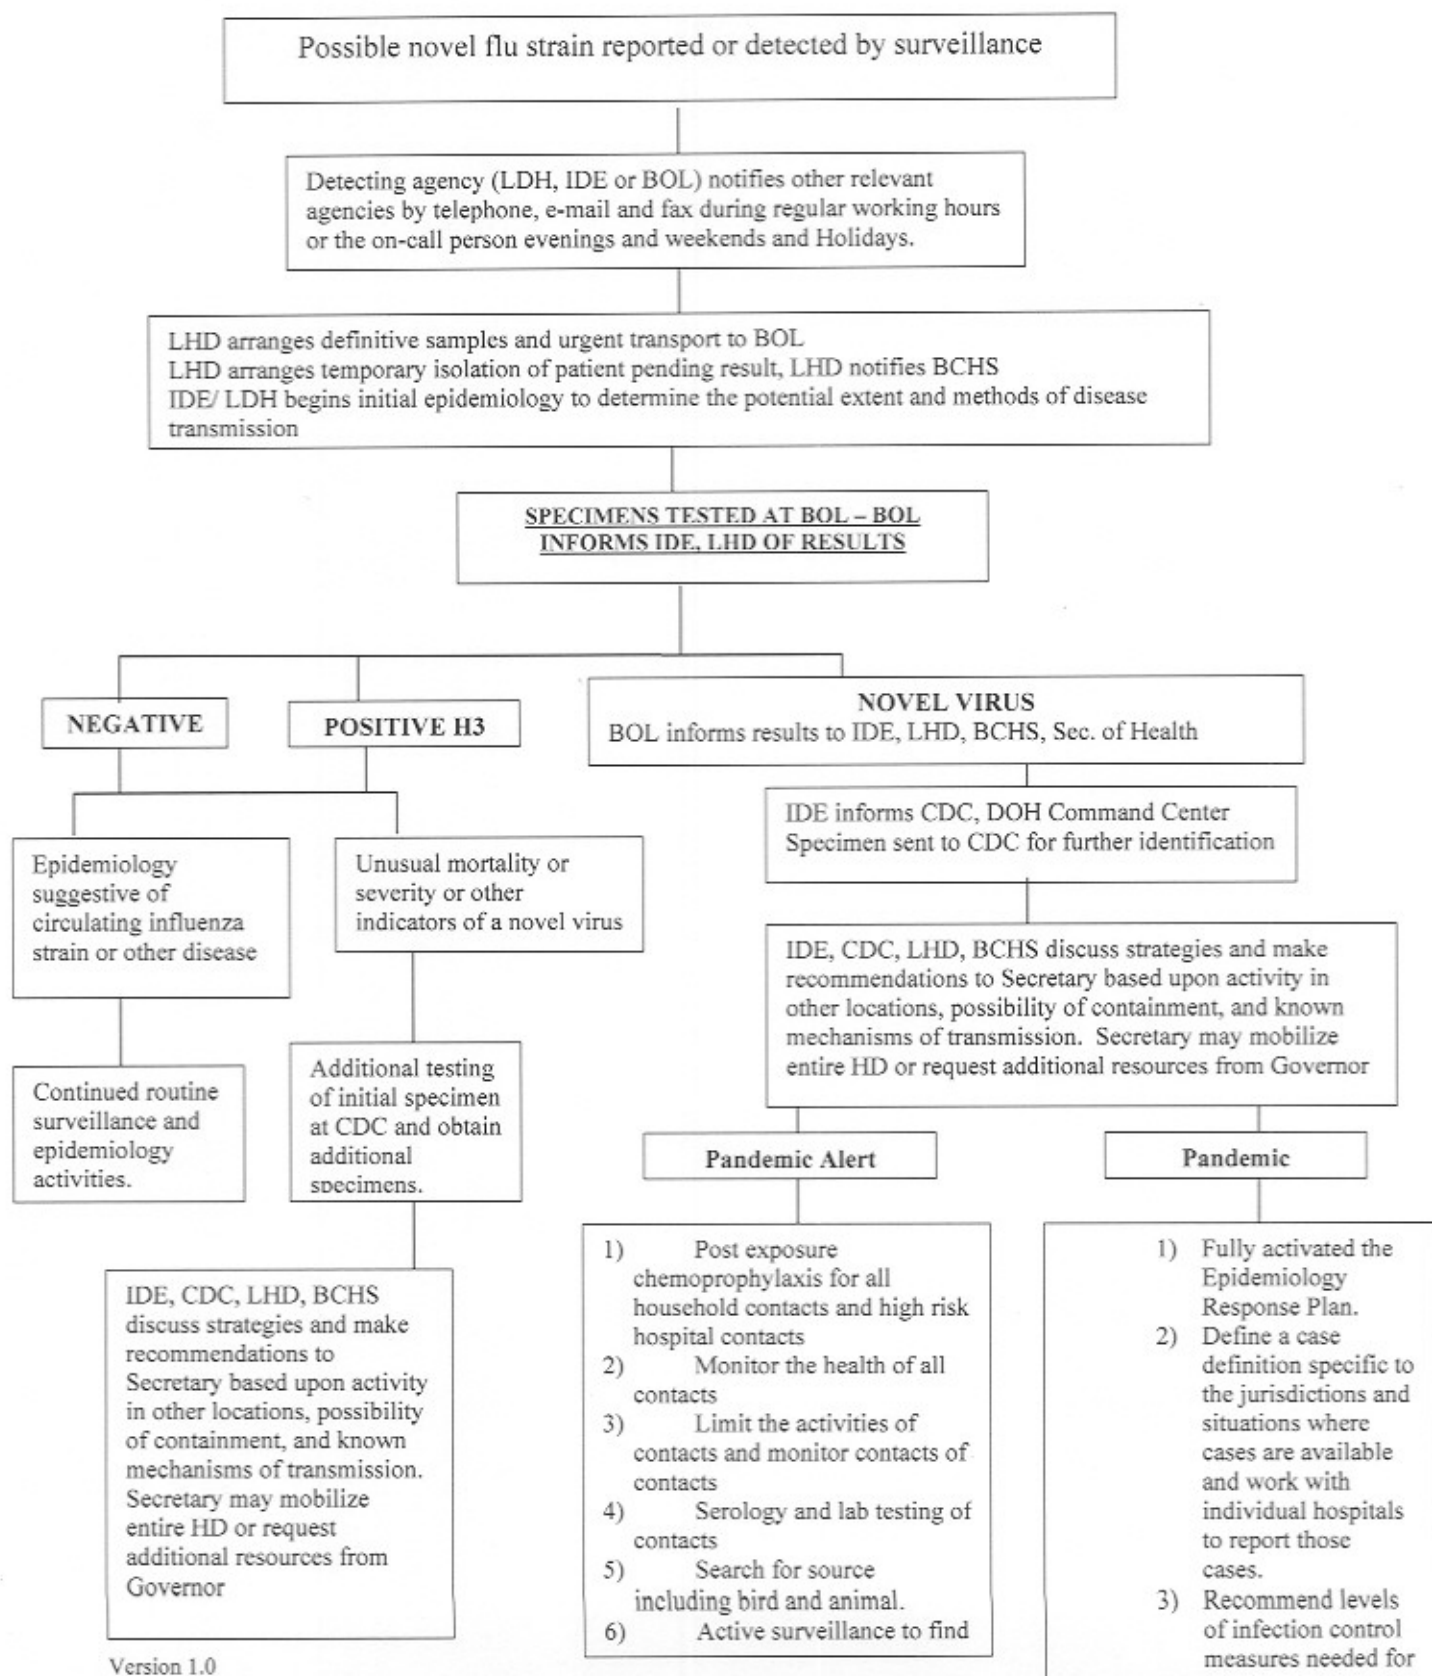 Possible novel flu strain reported or detected by surveillance
Detecting agency (LDH, IDE or BOL) notifies other relevant
agencies by telephone, e-mail and fax during regular working hours
or the on-call person evenings and weekends and Holidays.
LHD arranges definitive samples and urgent transport to BOL
LHD arranges temporary isolation of patient pending result, LHD notifies BCHS
IDE/ LDH begins initial epidemiology to determine the potential extent and methods of disease
transmission
SPECIMENS TESTED AT BOL – BOL
INFORMS IDE, LHD OF RESULTS
NEGATIVE
POSITIVE H3
NOVEL VIRUS
BOL informs results to IDE, LHD, BCHS, Sec. of Health
IDE informs CDC, DOH Command Center
Specimen sent to CDC for further identification
Epidemiology
suggestive of
circulating influenza
strain or other disease
Unusual mortality or
severity or other
indicators of a novel virus
IDE, CDC, LHD, BCHS discuss strategies and make
recommendations to Secretary based upon activity in
other locations, possibility of containment, and known
mechanisms of transmission. Secretary may mobilize
entire HD or request additional resources from Governor
Continued routine
surveillance and
epidemiology
activities.
Additional testing
of initial specimen
at CDC and obtain
additional
specimens.
Pandemic Alert
Pandemic
IDE, CDC, LHD, BCHS
discuss strategies and make
recommendations to
Secretary based upon activity
in other locations, possibility
of containment, and known
mechanisms of transmission.
Secretary may mobilize
entire HD or request
additional resources from
Governor
1) Post exposure
chemoprophylaxis for all
household contacts and high risk
hospital contacts
2) Monitor the health of all
contacts
3) Limit the activities of
contacts and monitor contacts of
contacts
4) Serology and lab testing of
contacts
5) Search for source
including bird and animal.
6) Active surveillance to find
1) Fully activated the
Epidemiology
Response Plan.
2) Define a case
definition specific to
the jurisdictions and
situations where
cases are available
and work with
individual hospitals
to report those
cases.
3) Recommend levels
of infection control
measures needed for
Version 1.0